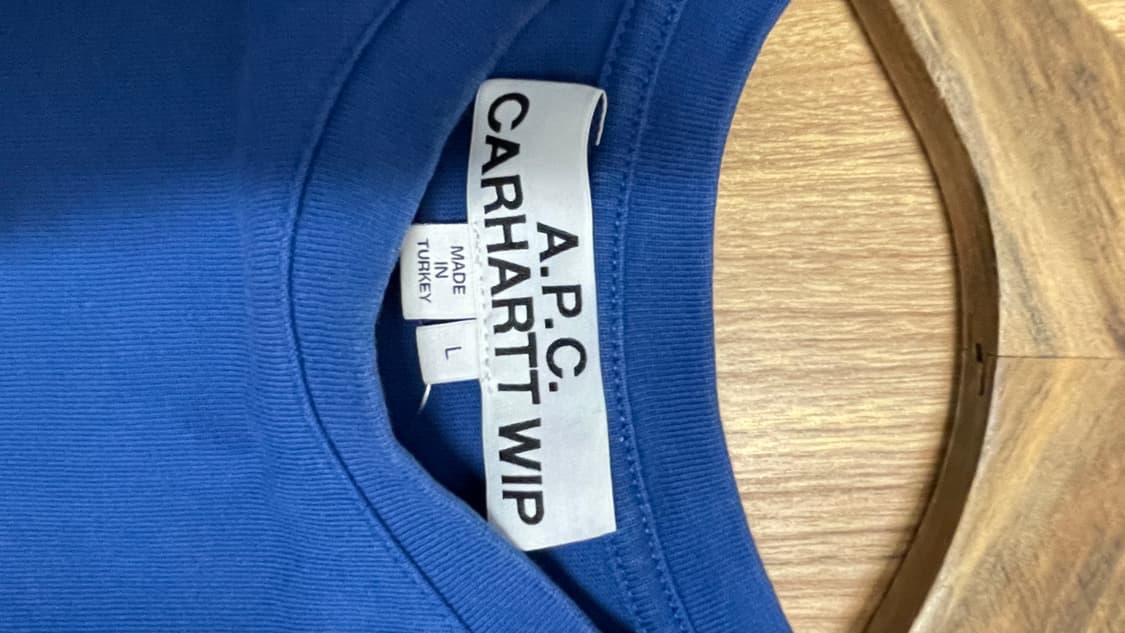 A.P.C.
CARHARTT WIP
MADE
IN
TURKEY
L